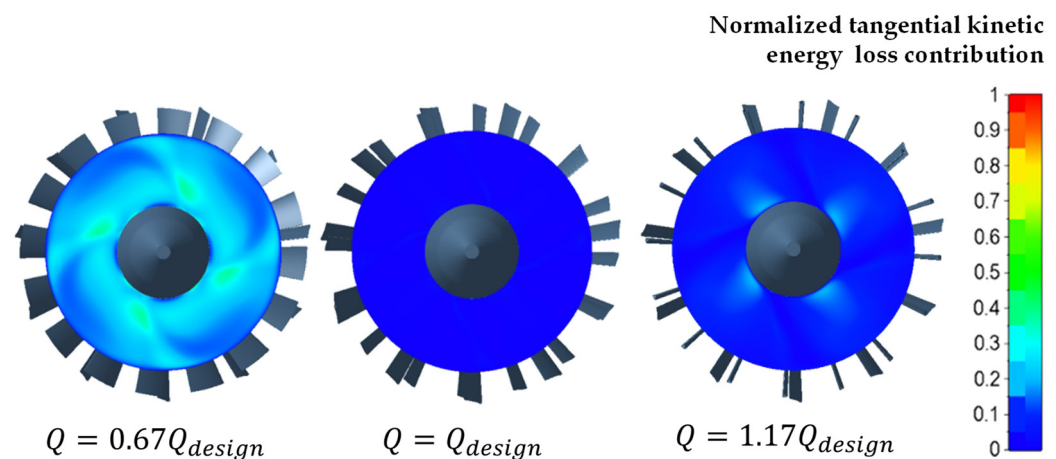 Normalized tangential kinetic
energy loss contribution
1
0.9
0.8
0.7
0.6
0.5
0.4
0.3
0.2
0.1
0
Q = 0.67Q_design
Q = Q_design
Q = 1.17Q_design